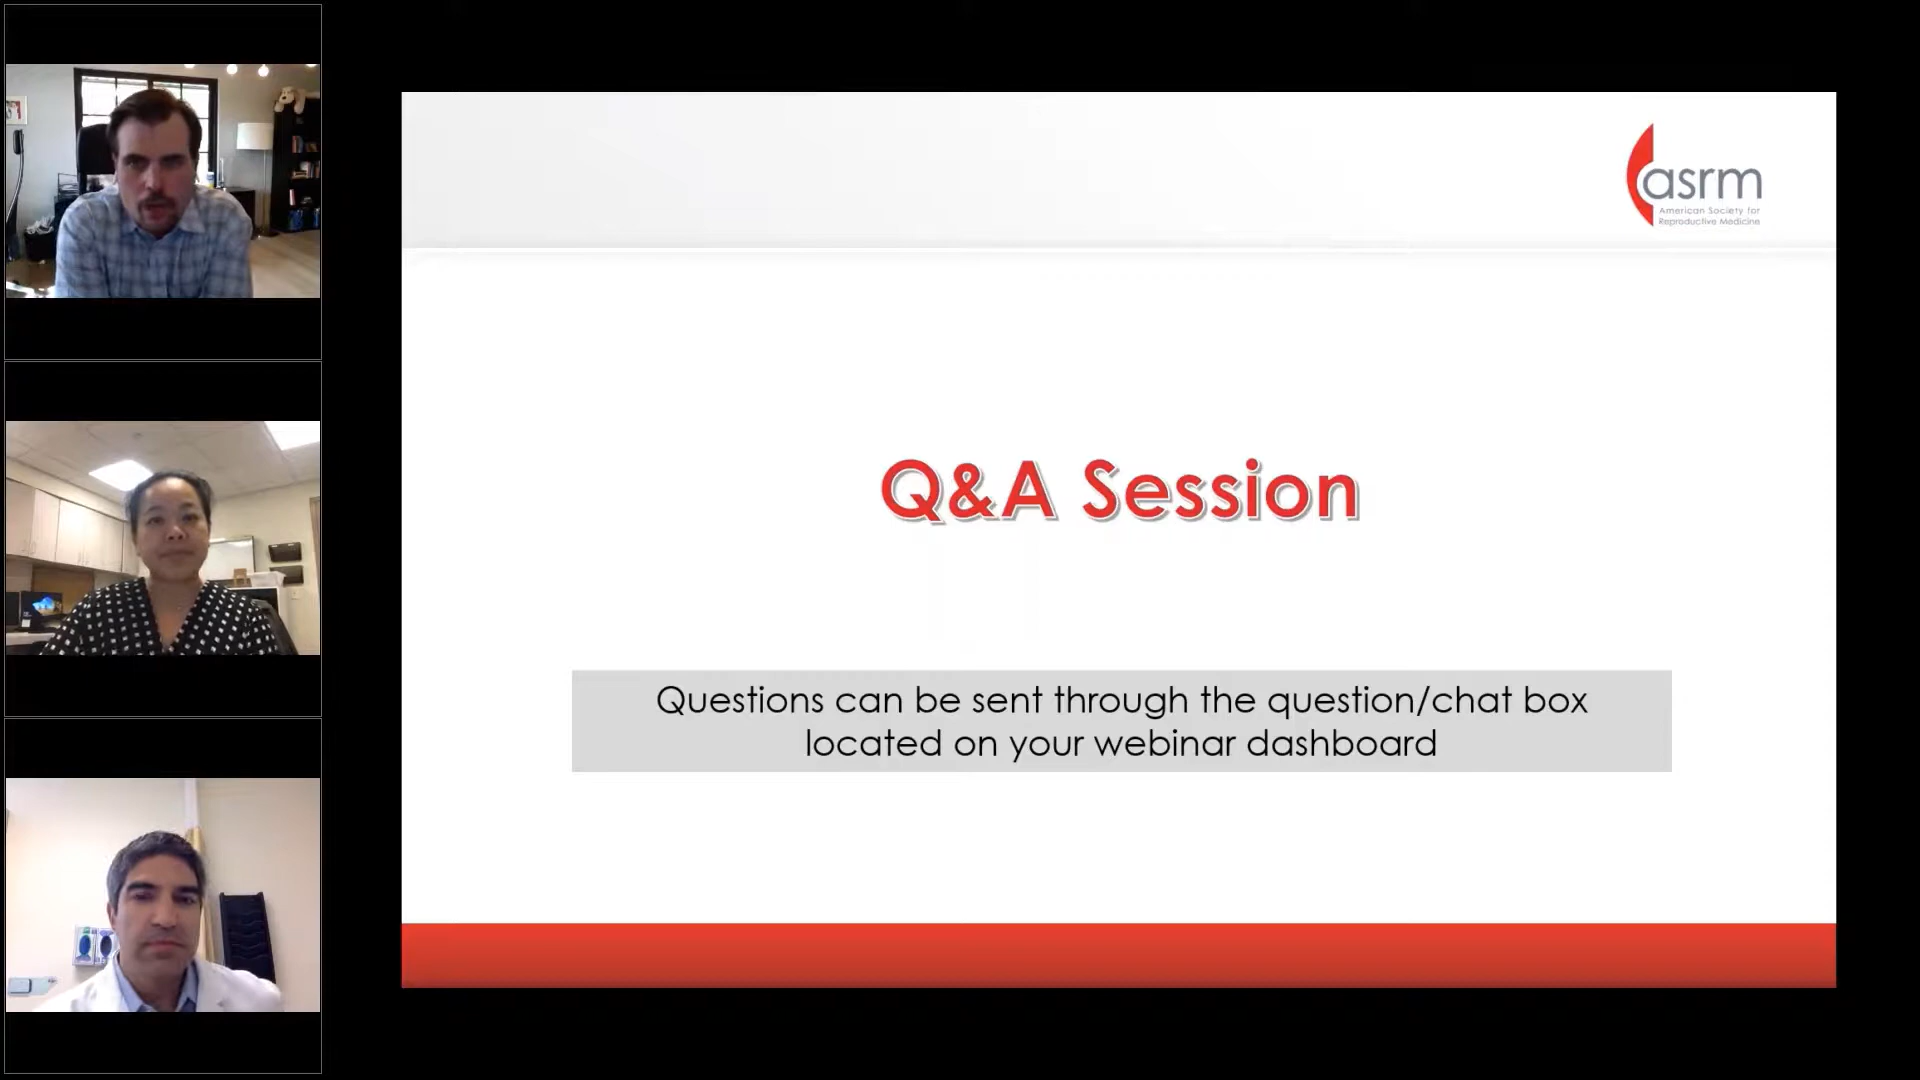 asrm
American Society for
Reproductive Medicine
Q&A Session
Questions can be sent through the question/chat box
located on your webinar dashboard